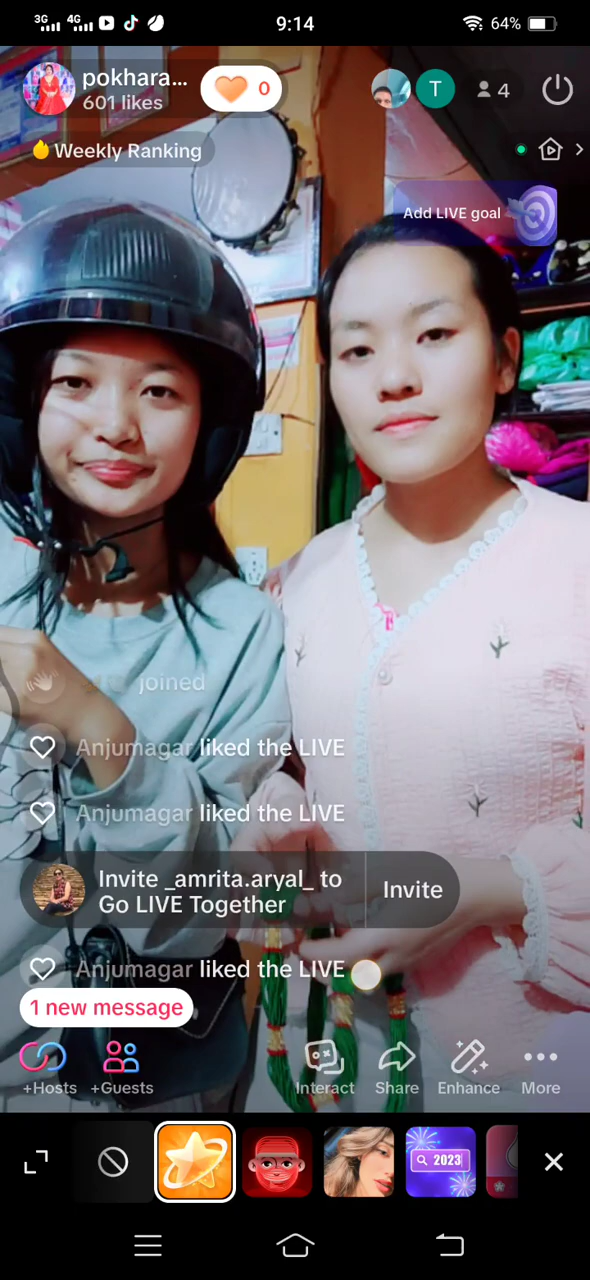 3G 4G 9:14 64%
pokhara... 0 T 4
601 likes
Weekly Ranking
Add LIVE goal
joined
Anjumagar liked the LIVE
Anjumagar liked the LIVE
Invite _amrita.aryal_ to
Go LIVE Together
Invite
Anjumagar liked the LIVE
1 new message
+Hosts +Guests Interact Share Enhance More
2023